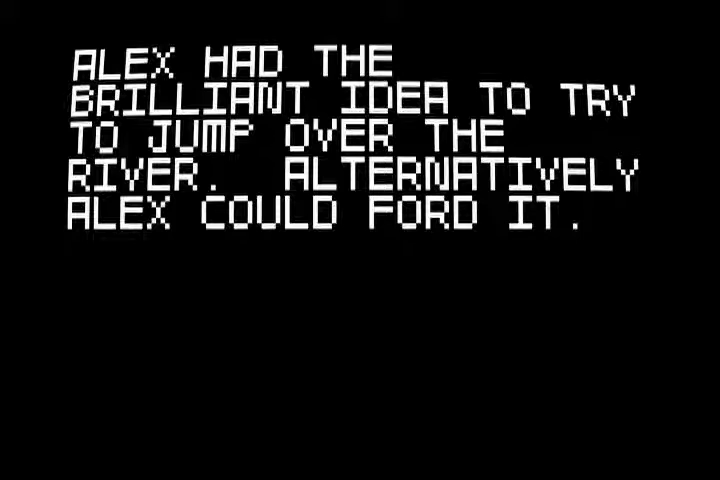 ALEX HAD THE
BRILLIANT IDEA TO TRY
TO JUMP OVER THE
RIVER.  ALTERNATIVELY
ALEX COULD FORD IT.